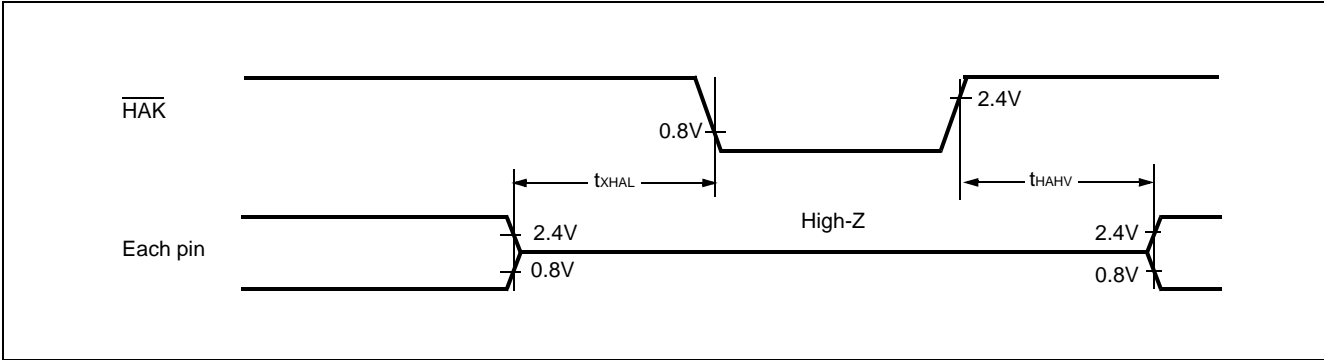 HAK
2.4V
0.8V
tXHAL
tHAHV
High-Z
Each pin
2.4V
2.4V
0.8V
0.8V